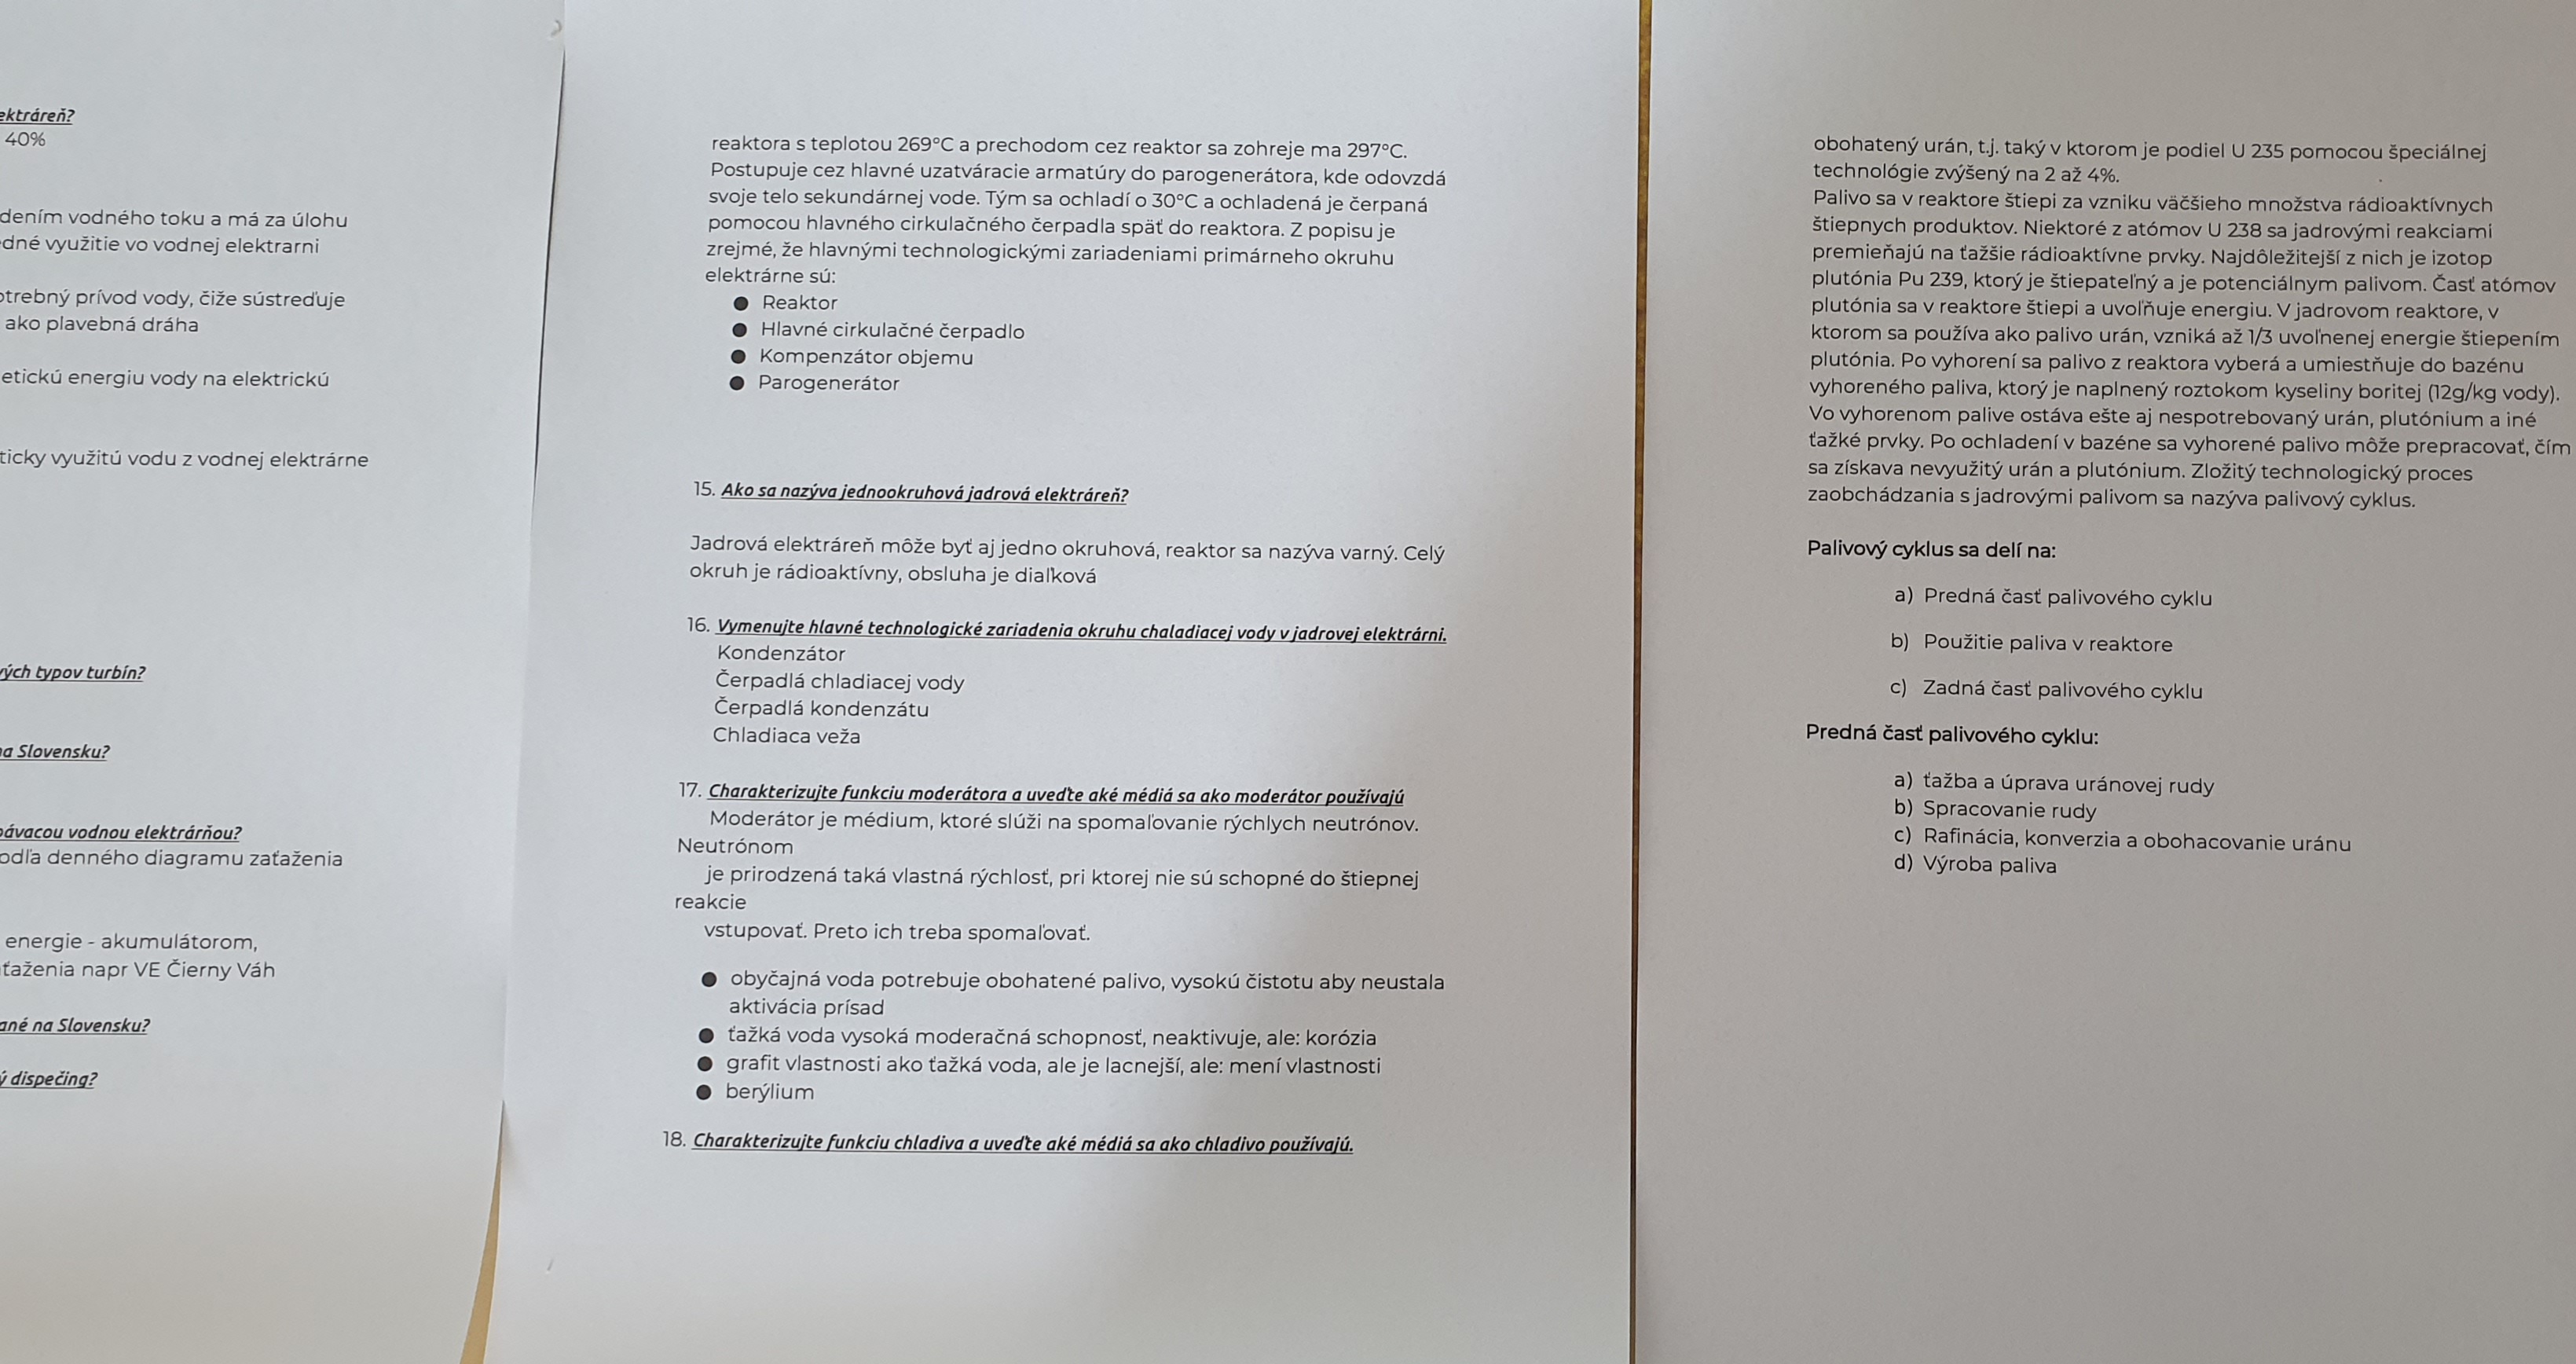 ektráreň?
40%
dením vodného toku a má za úlohu
dné využitie vo vodnej elektrarni
otrebný prívod vody, čiže sústreďuje
ako plavebná dráha
etickú energiu vody na elektrickú
ticky využitú vodu z vodnej elektrárne
vých typov turbín?
na Slovensku?
pávacou vodnou elektrárňou?
odľa denného diagramu zaťaženia
energie - akumulátorom,
ťaženia napr VE Čierny Váh
ané na Slovensku?
ý dispečing?
reaktora s teplotou 269°C a prechodom cez reaktor sa zohreje ma 297°C.
Postupuje cez hlavné uzatváracie armatúry do parogenerátora, kde odovzdá
svoje telo sekundárnej vode. Tým sa ochladí o 30°C a ochladená je čerpaná
pomocou hlavného cirkulačného čerpadla späť do reaktora. Z popisu je
zrejmé, že hlavnými technologickými zariadeniami primárneho okruhu
elektrárne sú:
● Reaktor
● Hlavné cirkulačné čerpadlo
● Kompenzátor objemu
● Parogenerátor
15. Ako sa nazýva jednookruhová jadrová elektráreň?
Jadrová elektráreň môže byť aj jedno okruhová, reaktor sa nazýva varný. Celý
okruh je rádioaktívny, obsluha je diaľková
16. Vymenujte hlavné technologické zariadenia okruhu chaladiacej vody v jadrovej elektrárni.
Kondenzátor
Čerpadlá chladiacej vody
Čerpadlá kondenzátu
Chladiaca veža
17. Charakterizujte funkciu moderátora a uveďte aké médiá sa ako moderátor používajú
Moderátor je médium, ktoré slúži na spomaľovanie rýchlych neutrónov.
Neutrónom
je prirodzená taká vlastná rýchlosť, pri ktorej nie sú schopné do štiepnej
reakcie
vstupovať. Preto ich treba spomaľovať.
● obyčajná voda potrebuje obohatené palivo, vysokú čistotu aby neustala
aktivácia prísad
● ťažká voda vysoká moderačná schopnosť, neaktivuje, ale: korózia
● grafit vlastnosti ako ťažká voda, ale je lacnejší, ale: mení vlastnosti
● berýlium
18. Charakterizujte funkciu chladiva a uveďte aké médiá sa ako chladivo používajú.
obohatený urán, t.j. taký v ktorom je podiel U 235 pomocou špeciálnej
technológie zvýšený na 2 až 4%.
Palivo sa v reaktore štiepi za vzniku väčšieho množstva rádioaktívnych
štiepnych produktov. Niektoré z atómov U 238 sa jadrovými reakciami
premieňajú na ťažšie rádioaktívne prvky. Najdôležitejší z nich je izotop
plutónia Pu 239, ktorý je štiepateľný a je potenciálnym palivom. Časť atómov
plutónia sa v reaktore štiepi a uvoľňuje energiu. V jadrovom reaktore, v
ktorom sa používa ako palivo urán, vzniká až 1/3 uvoľnenej energie štiepením
plutónia. Po vyhorení sa palivo z reaktora vyberá a umiestňuje do bazénu
vyhoreného paliva, ktorý je naplnený roztokom kyseliny boritej (12g/kg vody).
Vo vyhorenom palive ostáva ešte aj nespotrebovaný urán, plutónium a iné
ťažké prvky. Po ochladení v bazéne sa vyhorené palivo môže prepracovať, čím
sa získava nevyužitý urán a plutónium. Zložitý technologický proces
zaobchádzania s jadrovými palivom sa nazýva palivový cyklus.
Palivový cyklus sa delí na:
a) Predná časť palivového cyklu
b) Použitie paliva v reaktore
c) Zadná časť palivového cyklu
Predná časť palivového cyklu:
a) ťažba a úprava uránovej rudy
b) Spracovanie rudy
c) Rafinácia, konverzia a obohacovanie uránu
d) Výroba paliva